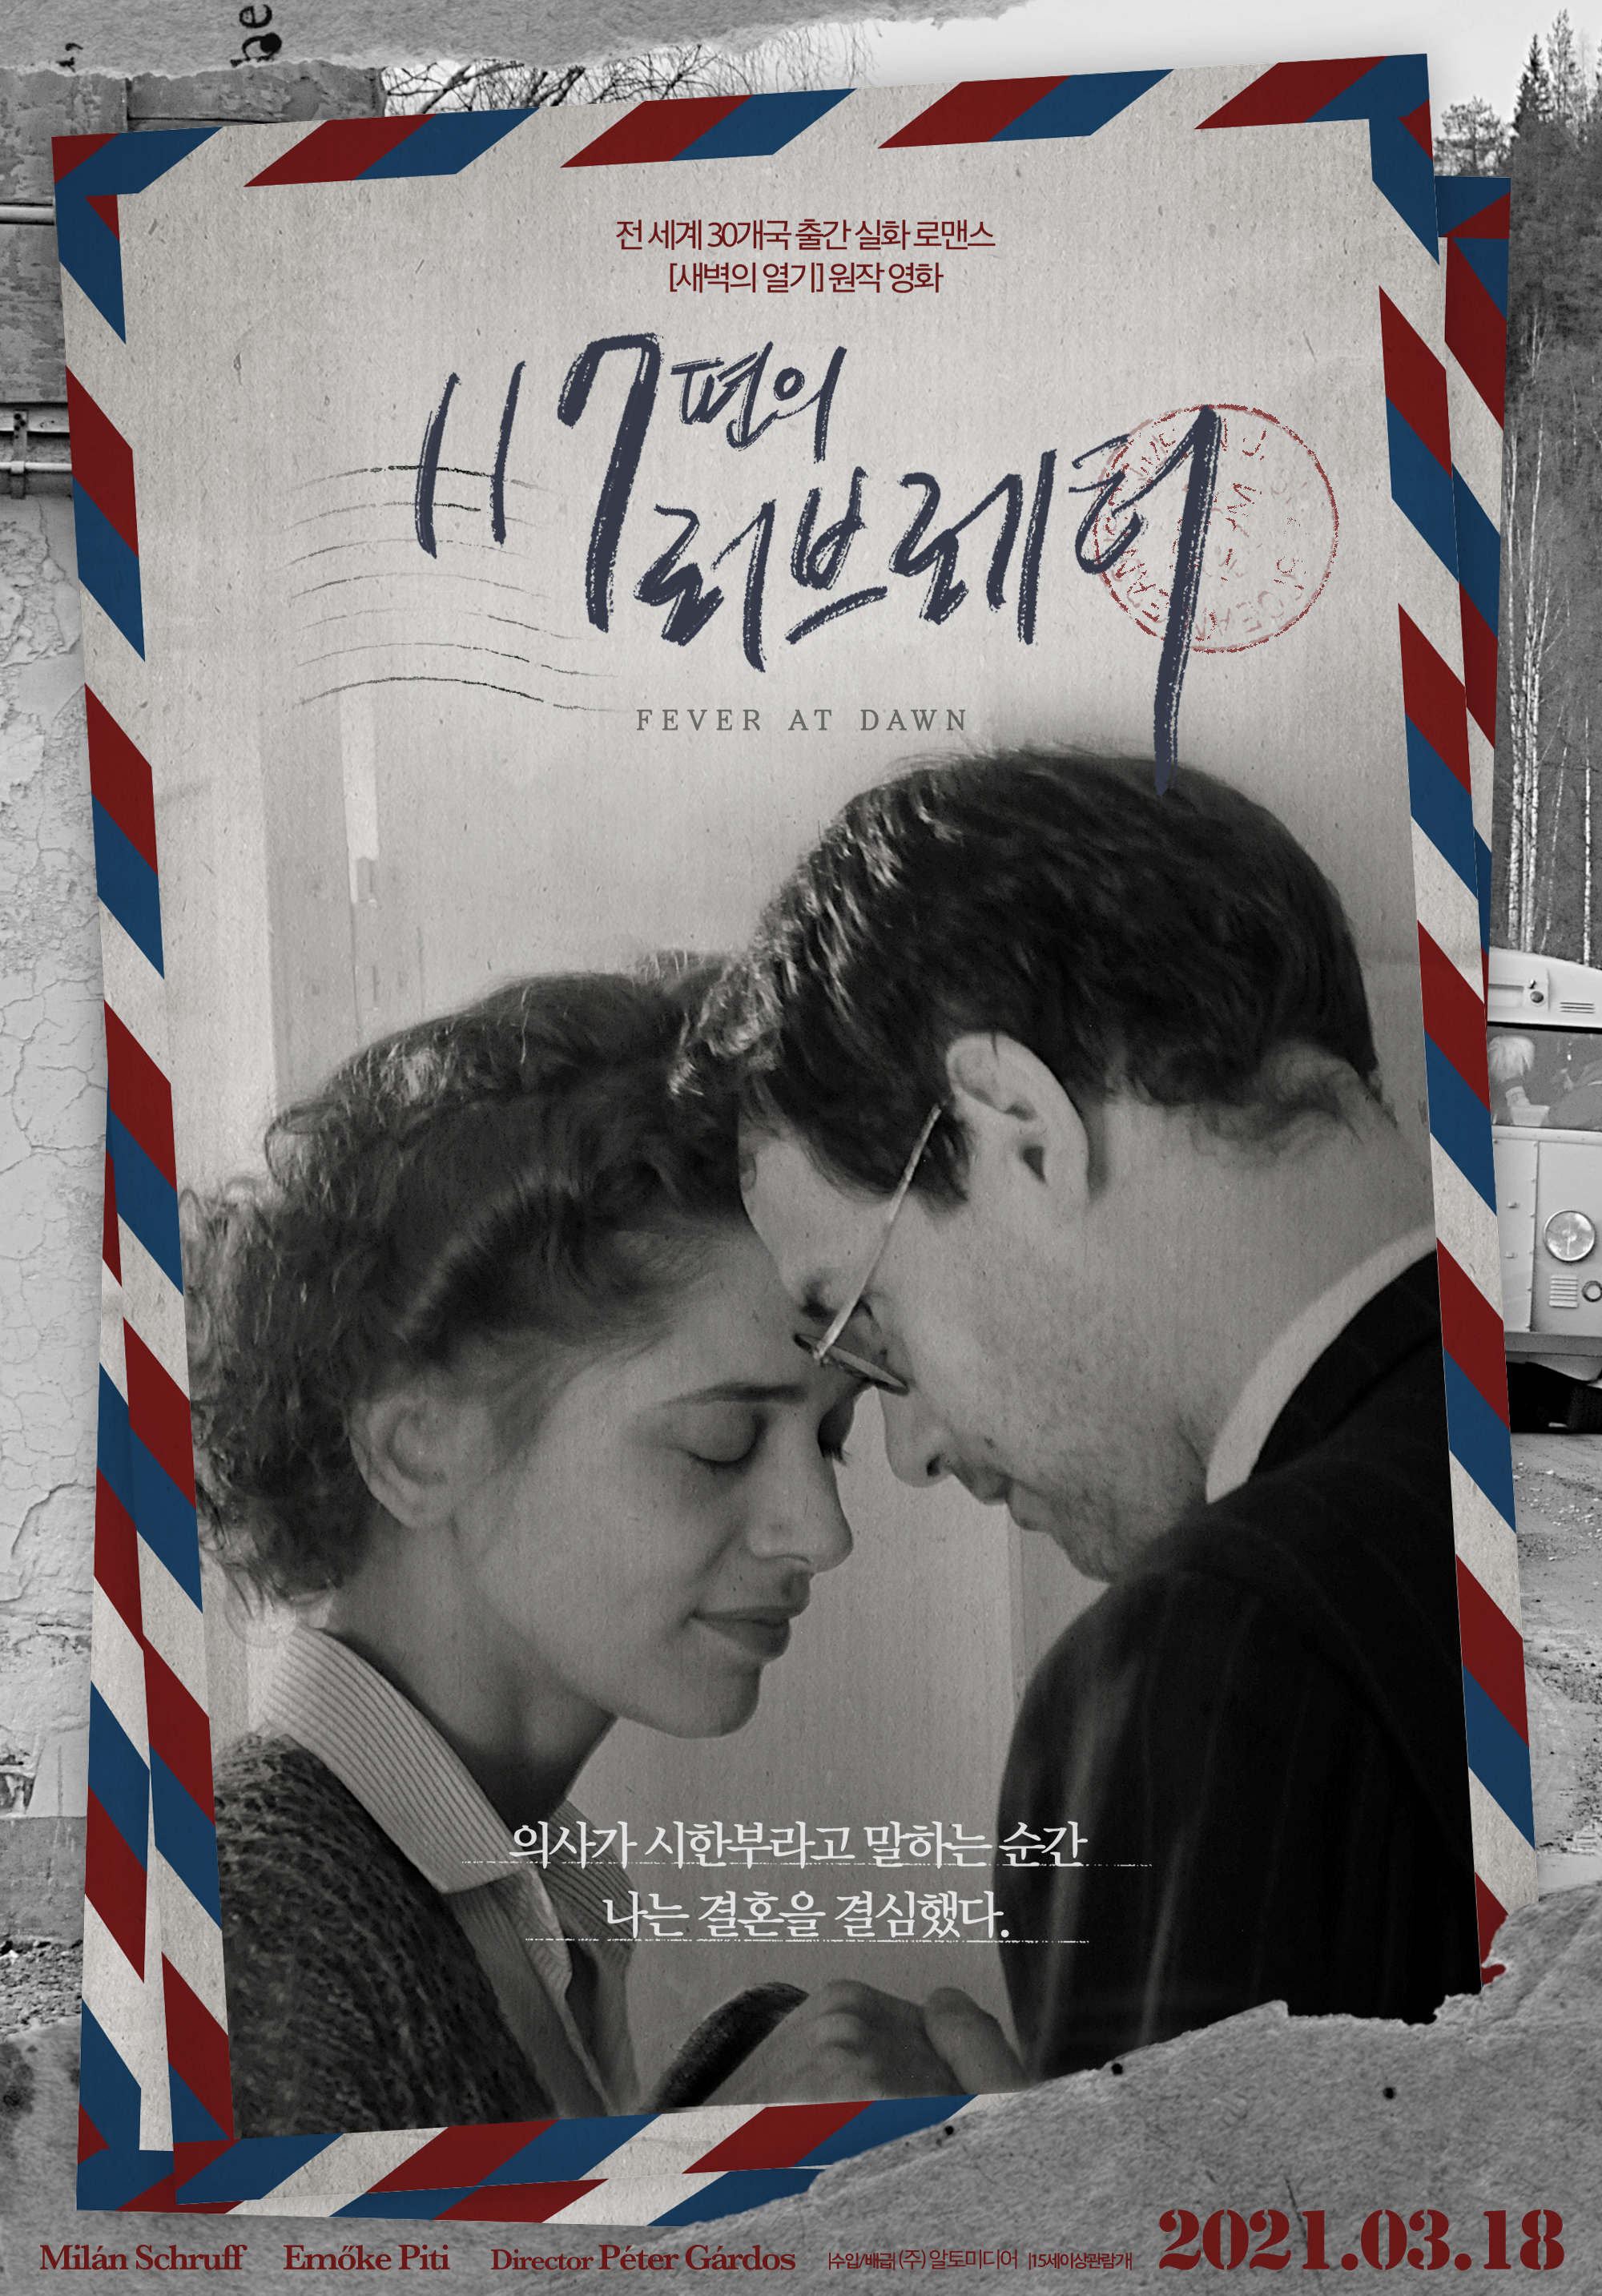 he
전 세계 30개국 출간 실화 로맨스
[새벽의 열기] 원작 영화
117편의
러브레터
FEVER AT DAWN
의사가 시한부라고 말하는 순간
나는 결혼을 결심했다.
Milán Schruff Emőke Piti Director Péter Gárdos |수입/배급| (주) 알토미디어 |15세이상관람가| 2021.03.18